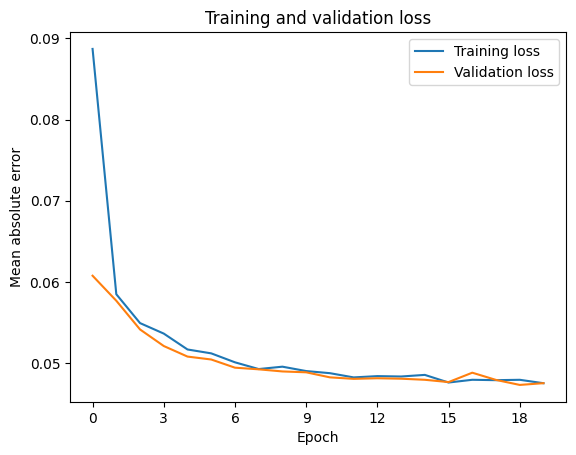 Training and validation loss
Training loss
Validation loss
Mean absolute error
0.09
0.08
0.07
0.06
0.05
0 3 6 9 12 15 18
Epoch